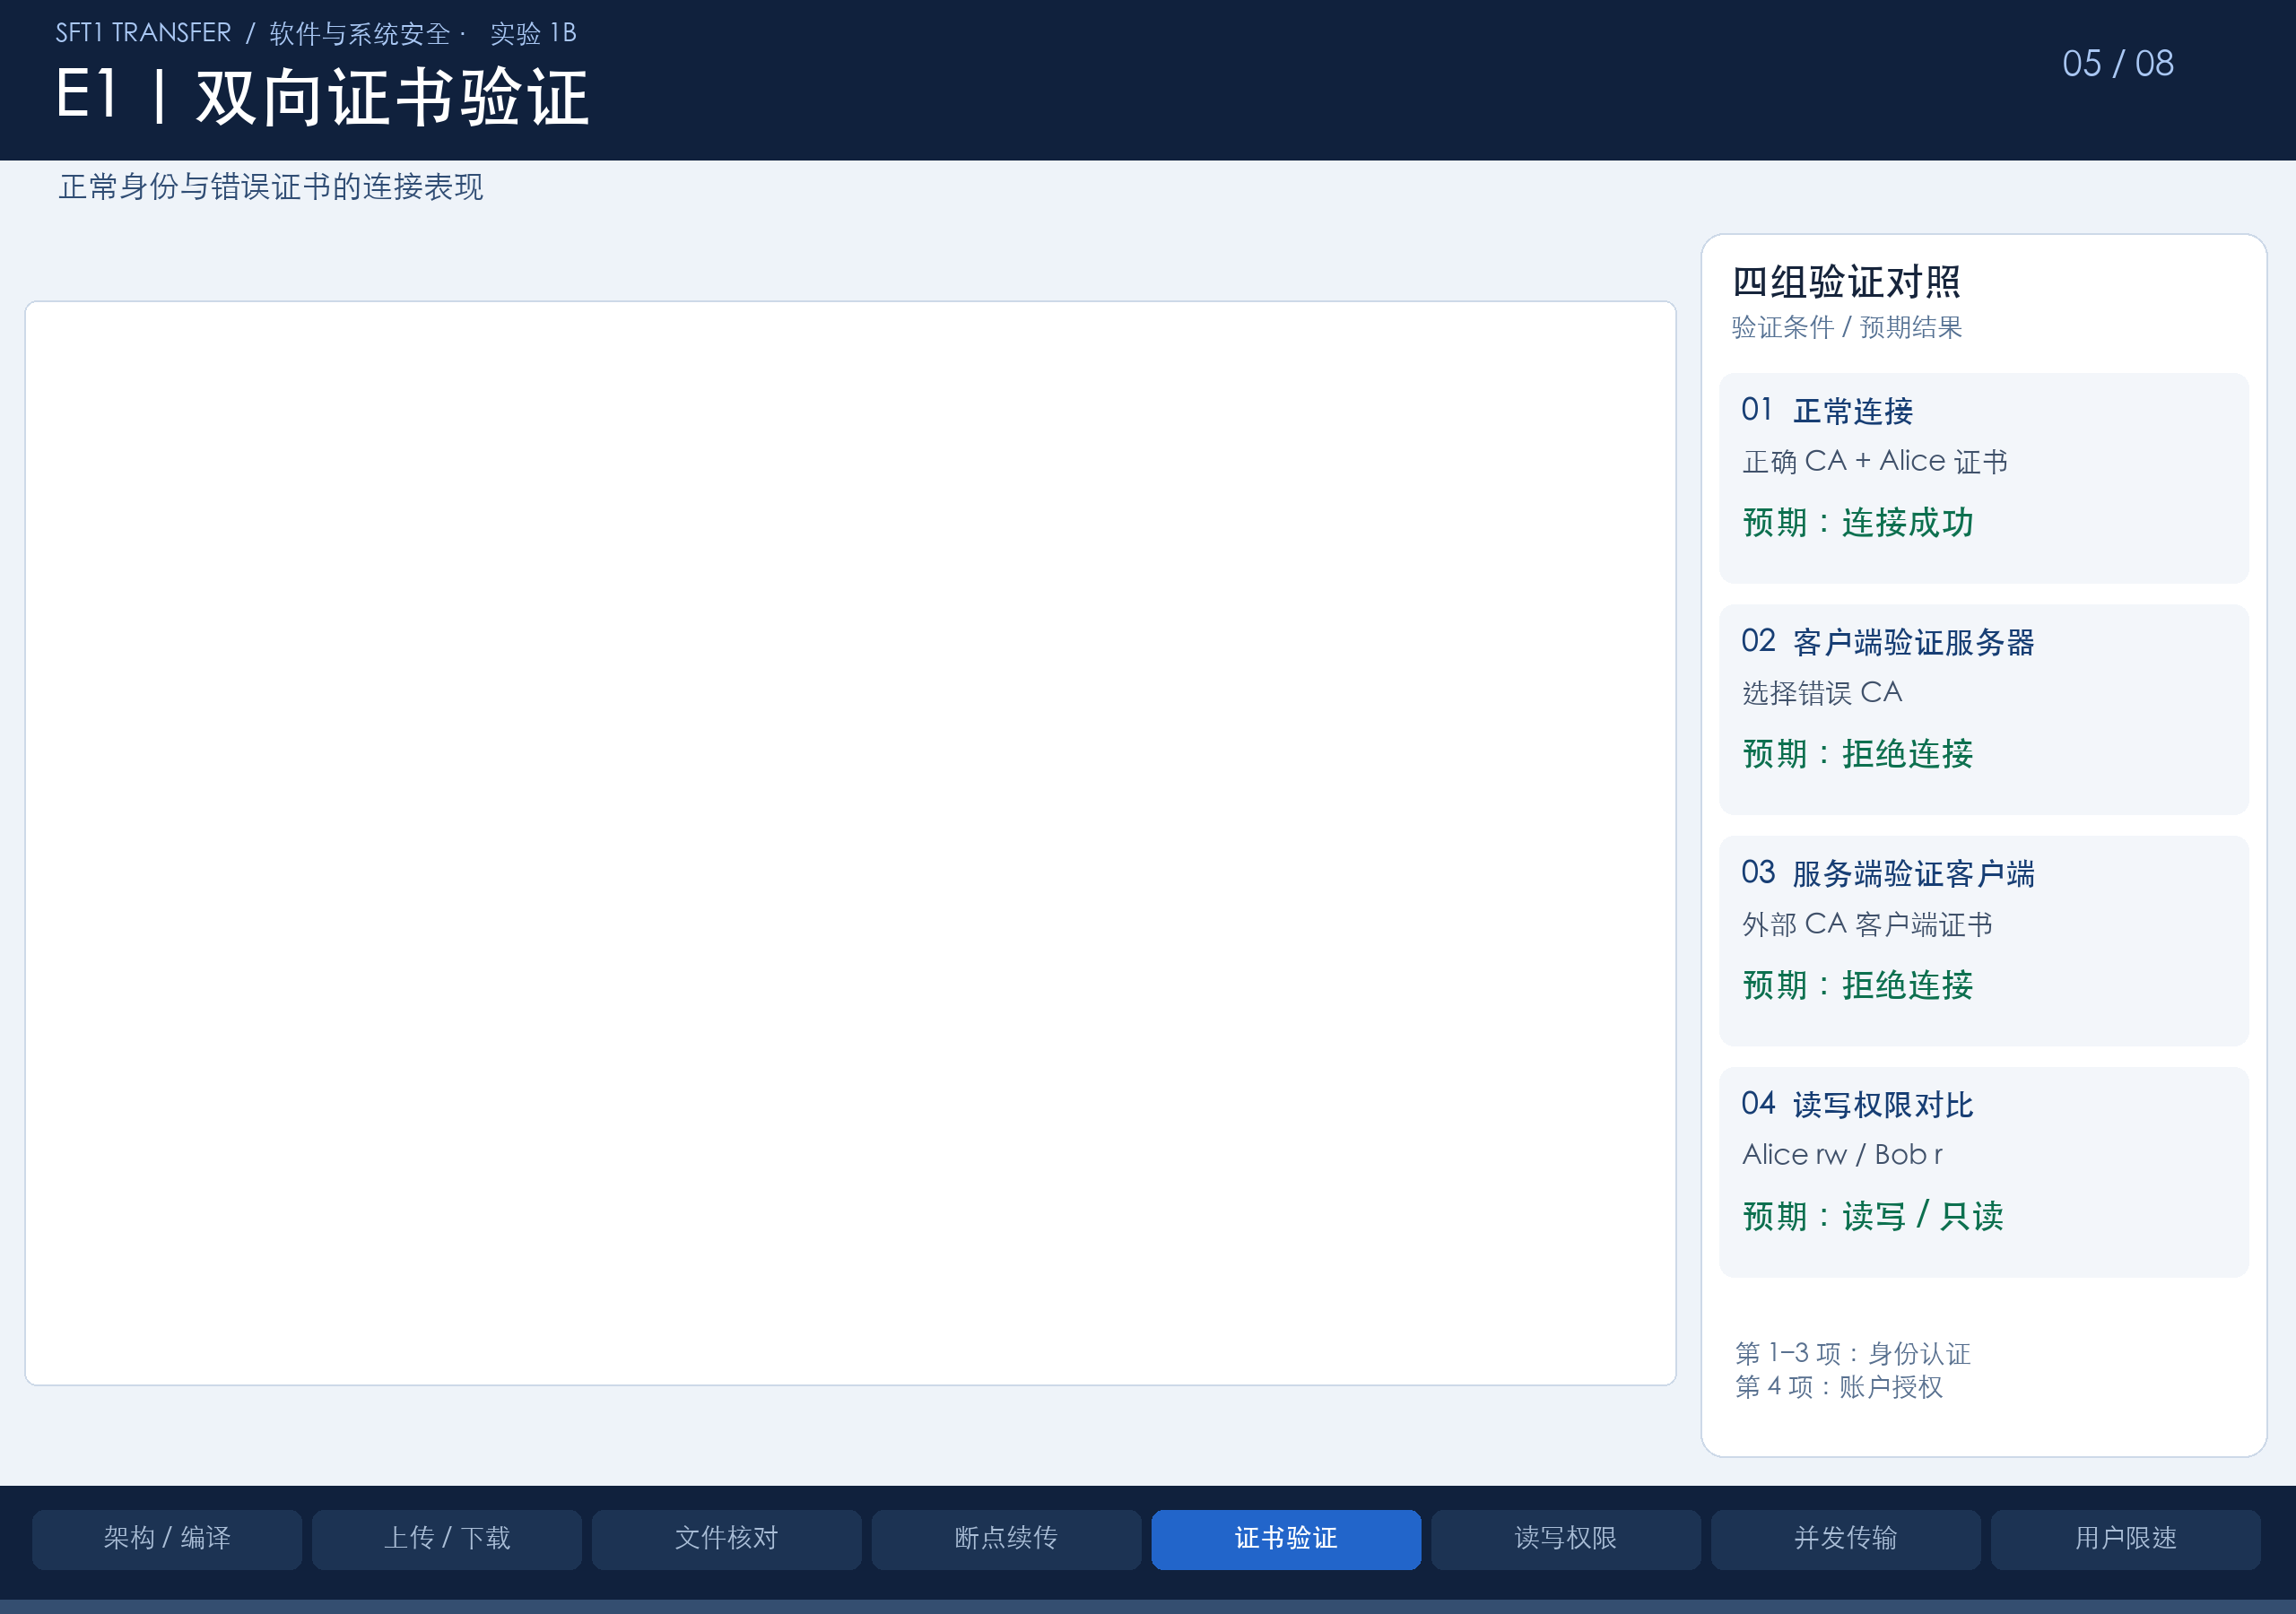 SFT1 TRANSFER / 软件与系统安全 · 实验 1B
E1 | 双向证书验证
05 / 08
正常身份与错误证书的连接表现
四组验证对照
验证条件 / 预期结果
01 正常连接
正确 CA + Alice 证书
预期：连接成功
02 客户端验证服务器
选择错误 CA
预期：拒绝连接
03 服务端验证客户端
外部 CA 客户端证书
预期：拒绝连接
04 读写权限对比
Alice rw / Bob r
预期：读写 / 只读
第 1–3 项：身份认证
第 4 项：账户授权
架构 / 编译
上传 / 下载
文件核对
断点续传
证书验证
读写权限
并发传输
用户限速